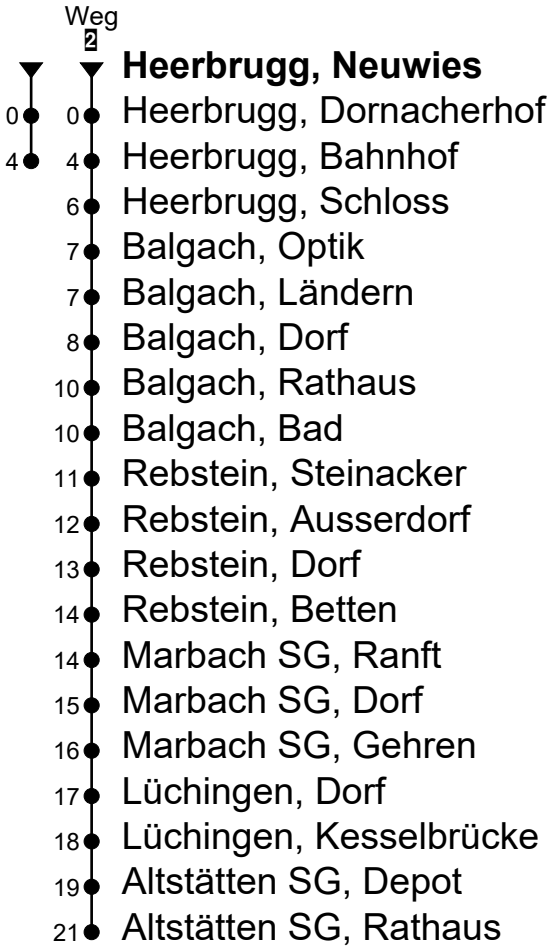 Weg
2
Heerbrugg, Neuwies
0 0 Heerbrugg, Dornacherhof
4 4 Heerbrugg, Bahnhof
6 Heerbrugg, Schloss
7 Balgach, Optik
7 Balgach, Ländern
8 Balgach, Dorf
10 Balgach, Rathaus
10 Balgach, Bad
11 Rebstein, Steinacker
12 Rebstein, Ausserdorf
13 Rebstein, Dorf
14 Rebstein, Betten
14 Marbach SG, Ranft
15 Marbach SG, Dorf
16 Marbach SG, Gehren
17 Lüchingen, Dorf
18 Lüchingen, Kesselbrücke
19 Altstätten SG, Depot
21 Altstätten SG, Rathaus